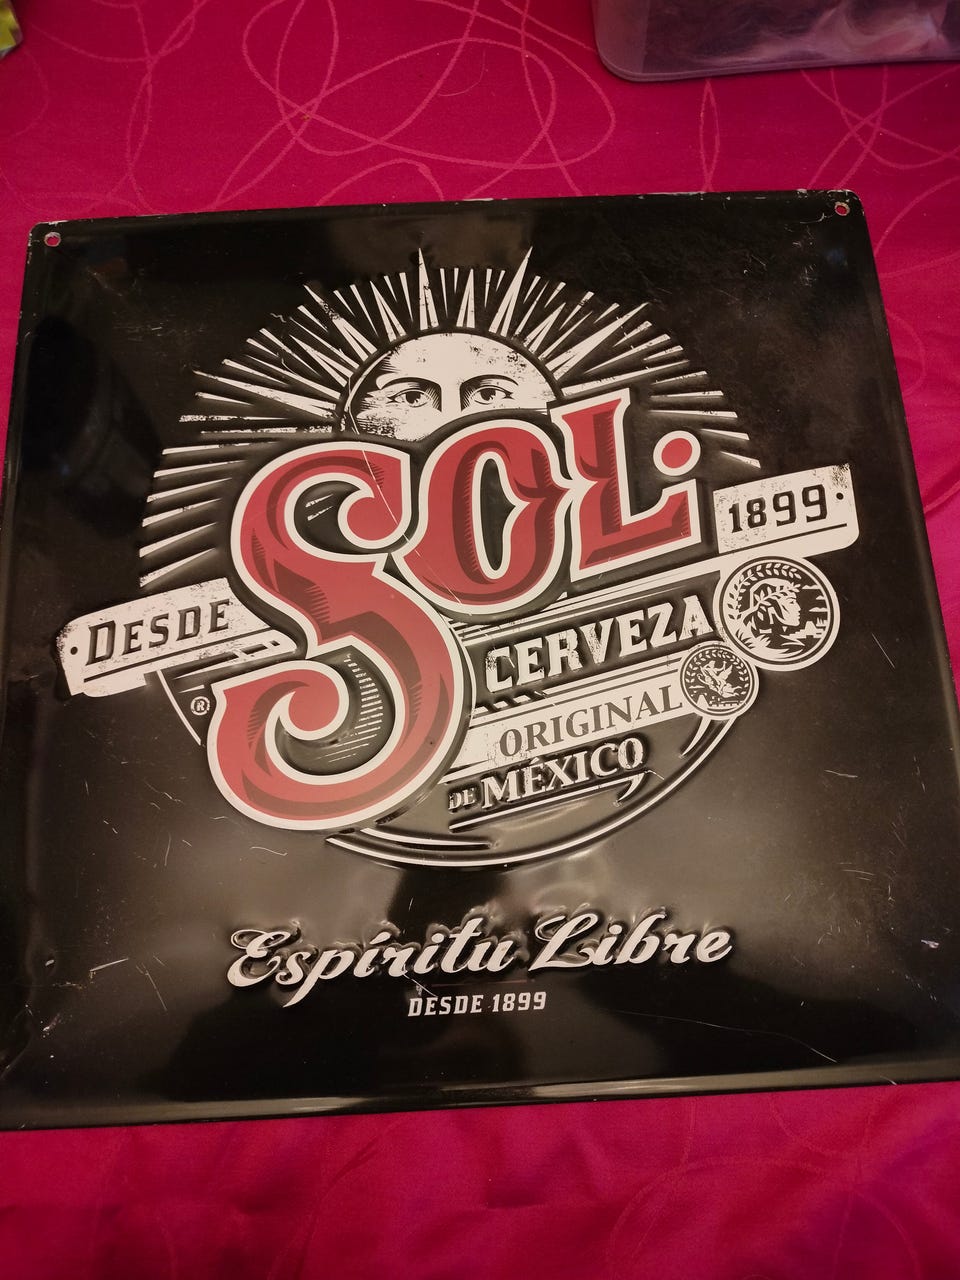 SOL.
DESDE
1899
CERVEZA
ORIGINAL
DE MÉXICO
®
Espíritu Libre
DESDE 1899